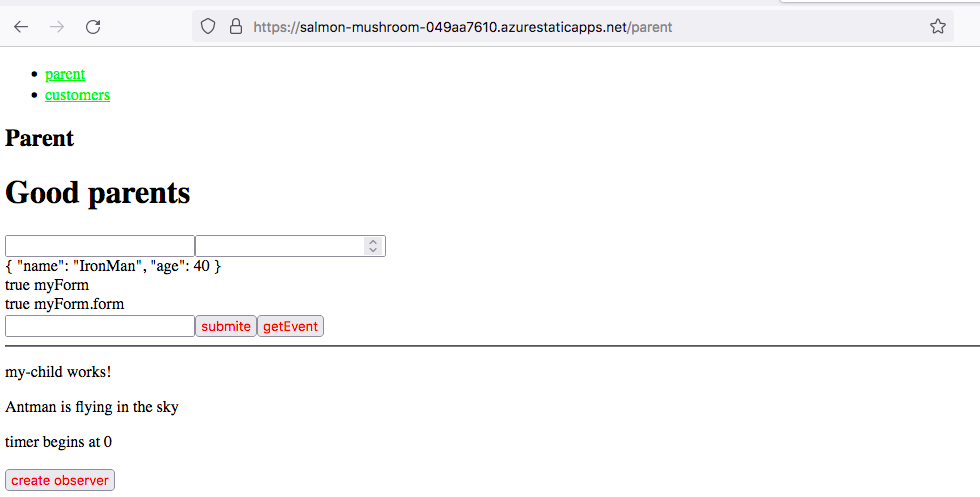 https://salmon-mushroom-049aa7610.azurestaticapps.net/parent
parent
customers
Parent
Good parents
{ "name": "IronMan", "age": 40 }
true myForm
true myForm.form
submite getEvent
my-child works!
Antman is flying in the sky
timer begins at 0
create observer